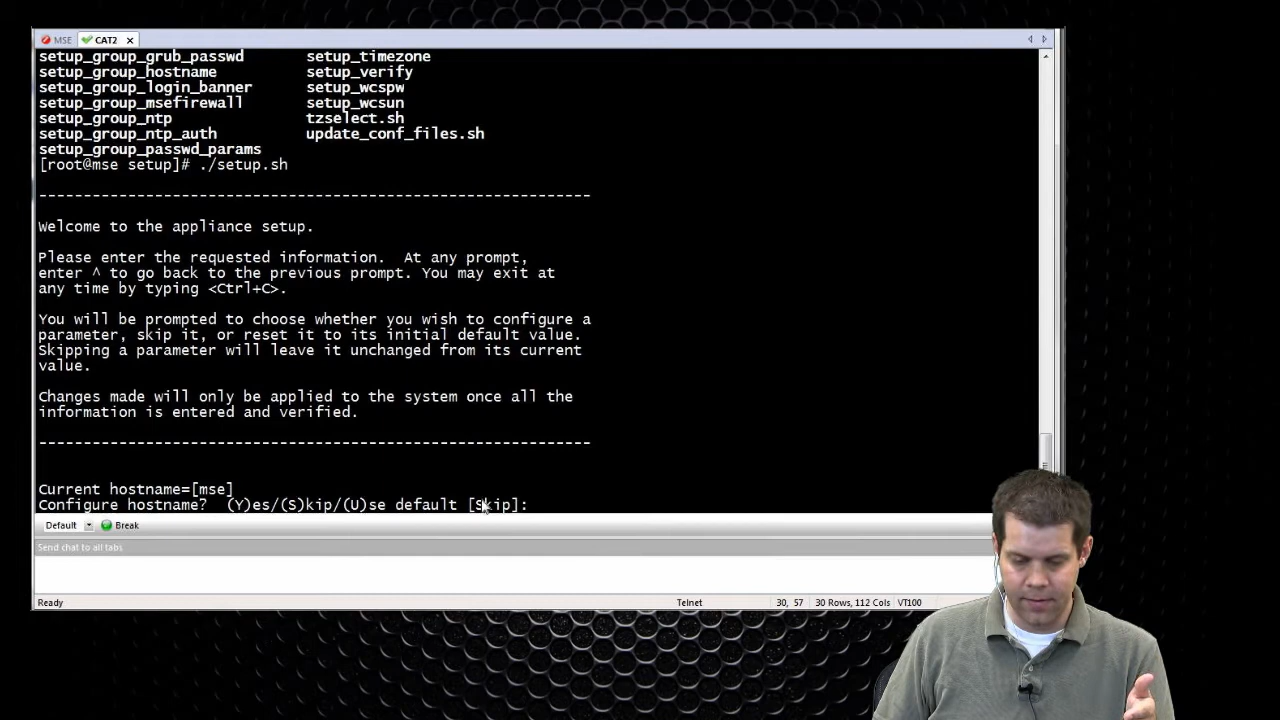 MSE CAT2
setup_group_grub_passwd setup_timezone
setup_group_hostname setup_verify
setup_group_login_banner setup_wcspw
setup_group_msefirewall setup_wcsun
setup_group_ntp tzselect.sh
setup_group_ntp_auth update_conf_files.sh
setup_group_passwd_params
[root@mse setup]# ./setup.sh
------------------------------------------------------------
Welcome to the appliance setup.
Please enter the requested information. At any prompt,
enter ^ to go back to the previous prompt. You may exit at
any time by typing <Ctrl+C>.
You will be prompted to choose whether you wish to configure a
parameter, skip it, or reset it to its initial default value.
Skipping a parameter will leave it unchanged from its current
value.
Changes made will only be applied to the system once all the
information is entered and verified.
------------------------------------------------------------
Current hostname=[mse]
Configure hostname? (Y)es/(S)kip/(U)se default [Skip]:
Default Break
Send chat to all tabs
Ready Telnet 30, 57 30 Rows, 112 Cols VT100